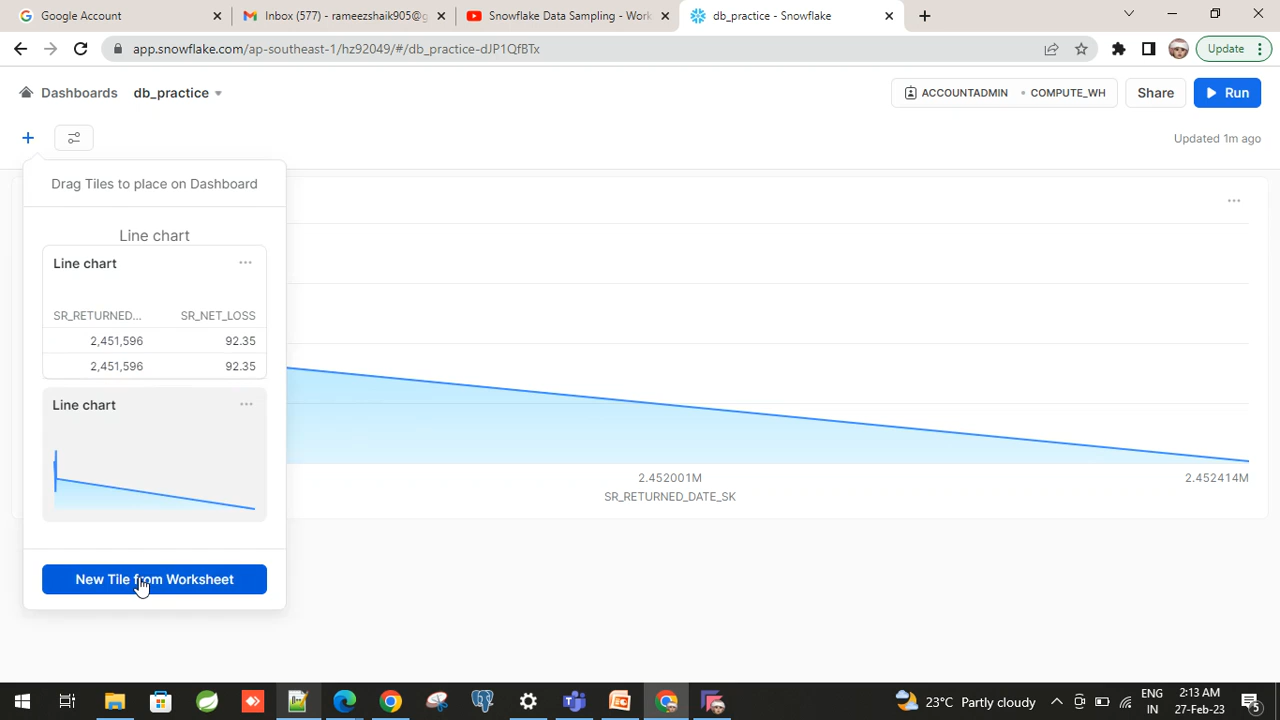 Google Account
Inbox (577) - rameezshaik905@g
Snowflake Data Sampling - Work
db_practice - Snowflake
app.snowflake.com/ap-southeast-1/hz92049/#/db_practice-dJP1QfBTx
Update
Dashboards
db_practice
ACCOUNTADMIN
COMPUTE_WH
Share
Run
Updated 1m ago
Drag Tiles to place on Dashboard
Line chart
Line chart
SR_RETURNED... SR_NET_LOSS
2,451,596 92.35
2,451,596 92.35
Line chart
2.452001M
2.452414M
SR_RETURNED_DATE_SK
New Tile from Worksheet
23°C Partly cloudy
ENG
IN
2:13 AM
27-Feb-23
5